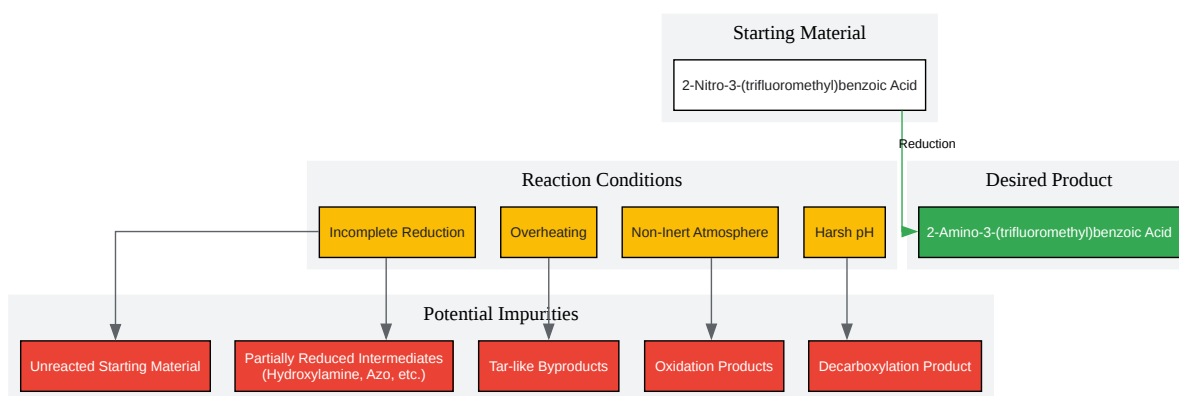 Starting Material
2-Nitro-3-(trifluoromethyl)benzoic Acid
Reduction
Reaction Conditions
Desired Product
Incomplete Reduction
Overheating
Non-Inert Atmosphere
Harsh pH
2-Amino-3-(trifluoromethyl)benzoic Acid
Potential Impurities
Unreacted Starting Material
Partially Reduced Intermediates
(Hydroxylamine, Azo, etc.)
Tar-like Byproducts
Oxidation Products
Decarboxylation Product